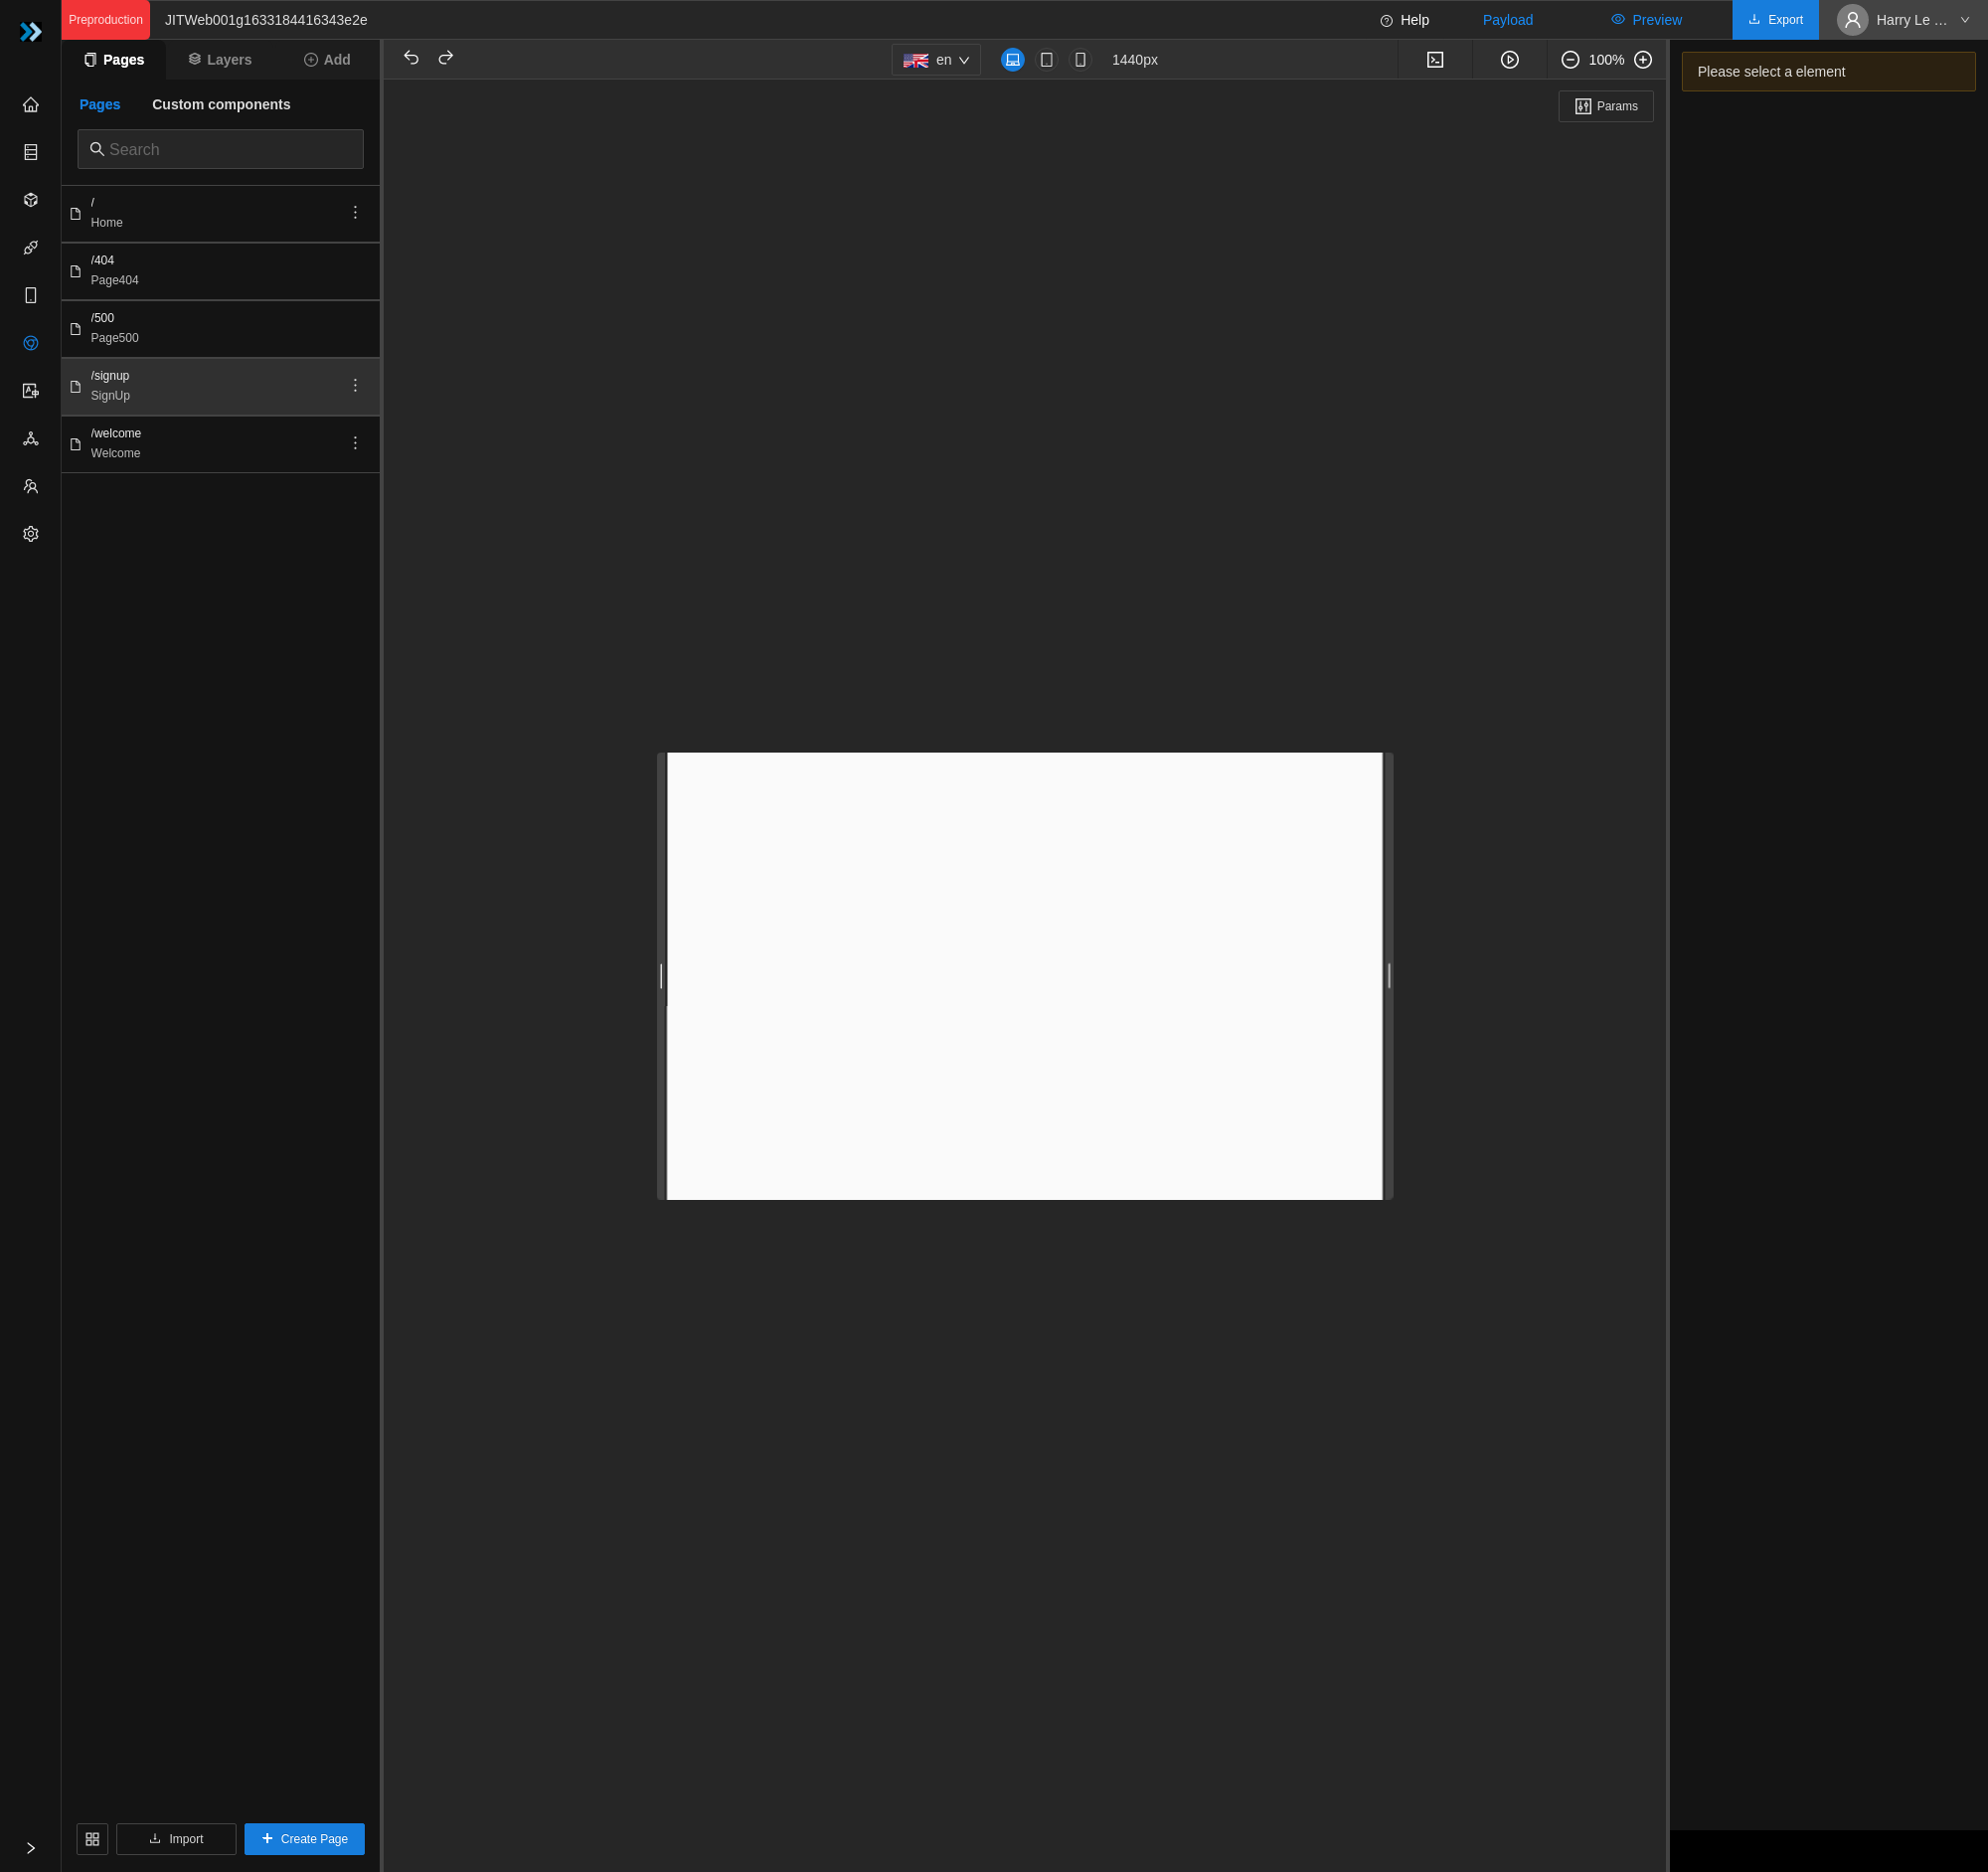 Preproduction
JITWeb001g1633184416343e2e
Help
Payload
Preview
Export
Harry Le ...
Pages
Layers
Add
en
1440px
100%
Pages
Custom components
Params
Please select a element
Search
/
Home
/404
Page404
/500
Page500
/signup
SignUp
/welcome
Welcome
Import
Create Page